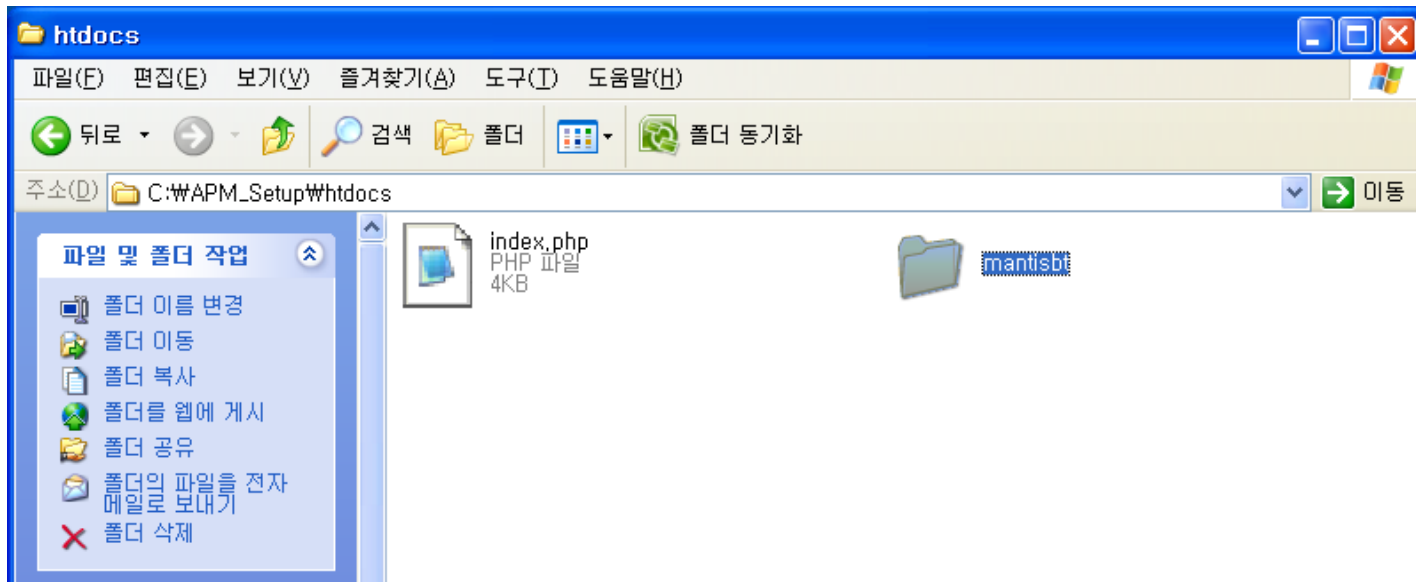 htdocs
파일(F) 편집(E) 보기(V) 즐겨찾기(A) 도구(T) 도움말(H)
뒤로 검색 폴더 폴더 동기화
주소(D) C:₩APM_Setup₩htdocs 이동
파일 및 폴더 작업
폴더 이름 변경
폴더 이동
폴더 복사
폴더를 웹에 게시
폴더 공유
폴더의 파일을 전자
메일로 보내기
폴더 삭제
index.php
PHP 파일
4KB
mantisbt